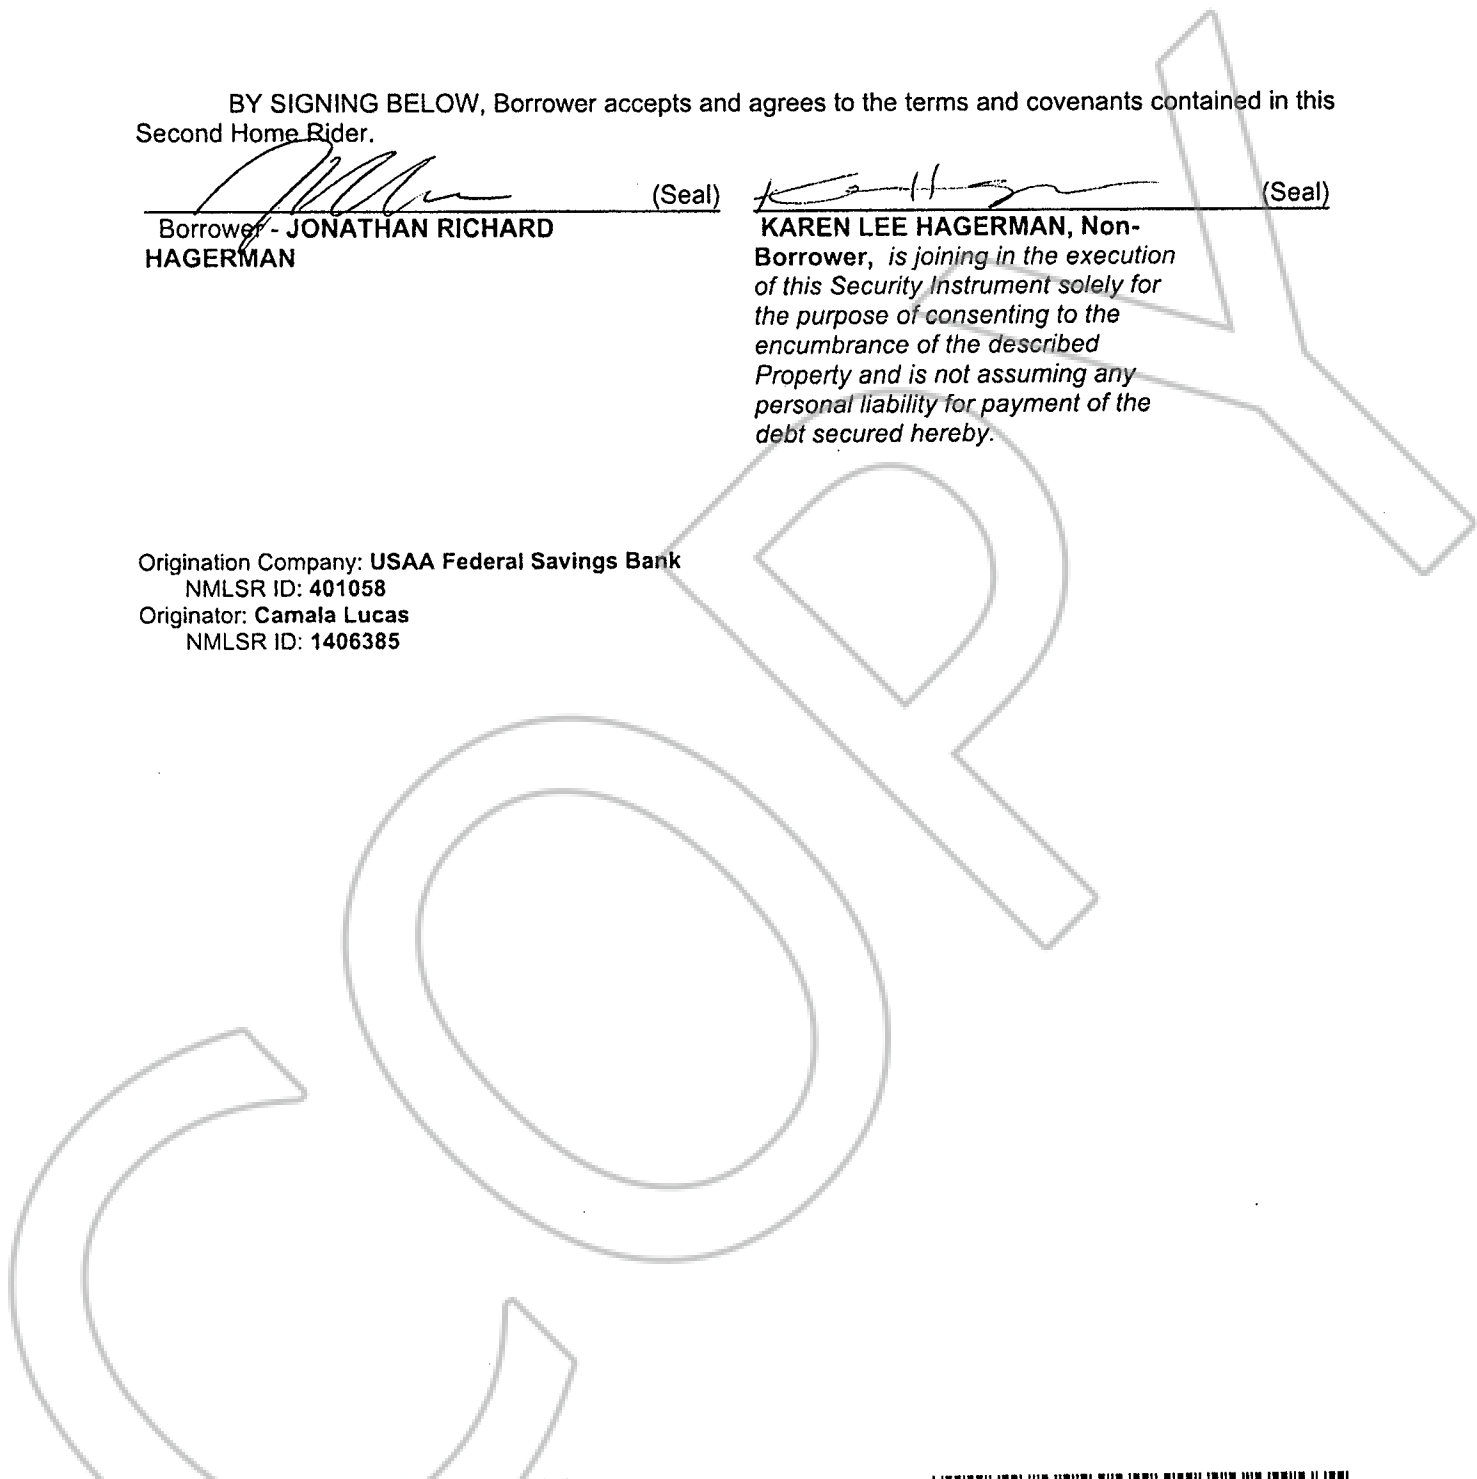 BY SIGNING BELOW, Borrower accepts and agrees to the terms and covenants contained in this
Second Home Rider.
(Seal)
Borrower - JONATHAN RICHARD
HAGERMAN
(Seal)
KAREN LEE HAGERMAN, Non-
Borrower, is joining in the execution
of this Security Instrument solely for
the purpose of consenting to the
encumbrance of the described
Property and is not assuming any
personal liability for payment of the
debt secured hereby.
Origination Company: USAA Federal Savings Bank
NMLSR ID: 401058
Originator: Camala Lucas
NMLSR ID: 1406385
COPY